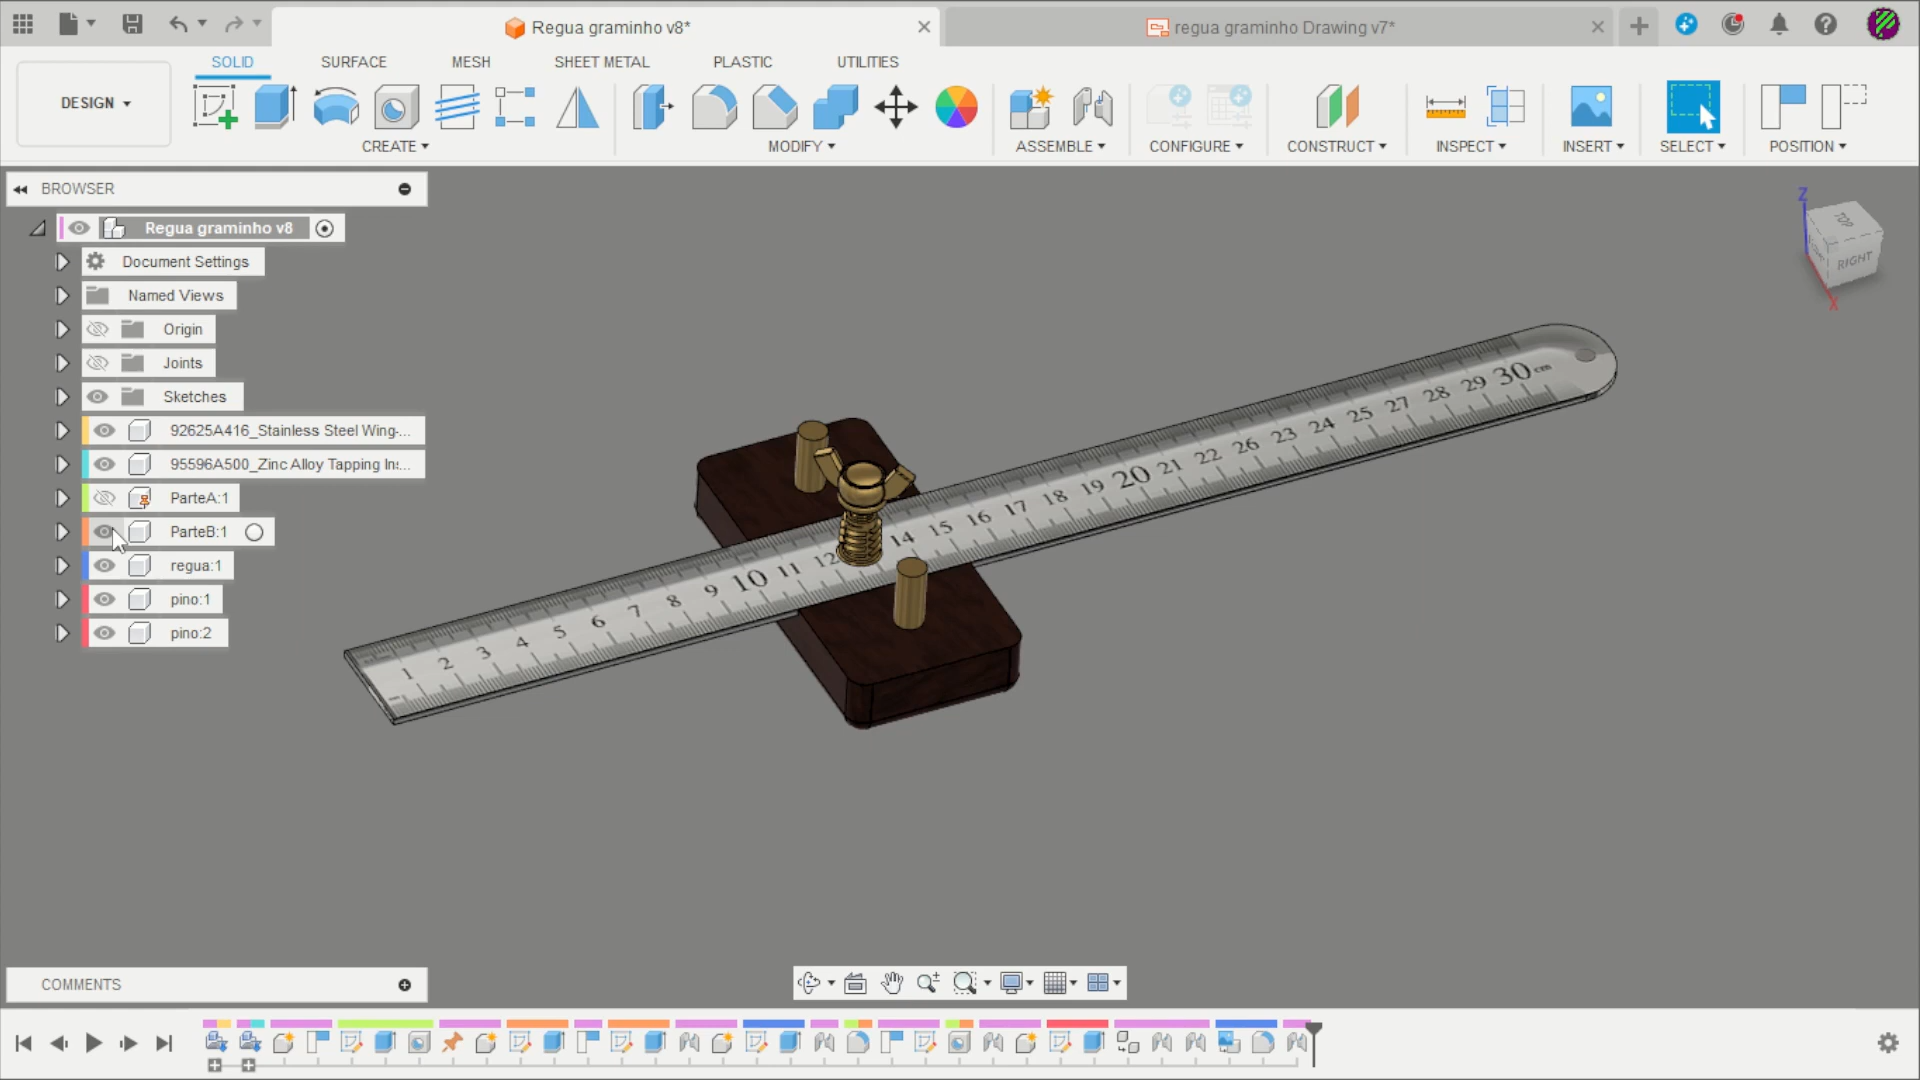 Regua graminho v8*
regua graminho Drawing v7*
SOLID SURFACE MESH SHEET METAL PLASTIC UTILITIES
DESIGN
CREATE MODIFY ASSEMBLE CONFIGURE CONSTRUCT INSPECT INSERT SELECT POSITION
BROWSER
Regua graminho v8
Document Settings
Named Views
Origin
Joints
Sketches
92625A416_Stainless Steel Wing-...
95596A500_Zinc Alloy Tapping In...
ParteA:1
ParteB:1
regua:1
pino:1
pino:2
Z
TOP
RIGHT
X
1 2 3 4 5 6 7 8 9 10 11 12 14 15 16 17 18 19 20 21 22 26 23 24 25 27 28 29 30 cm
COMMENTS